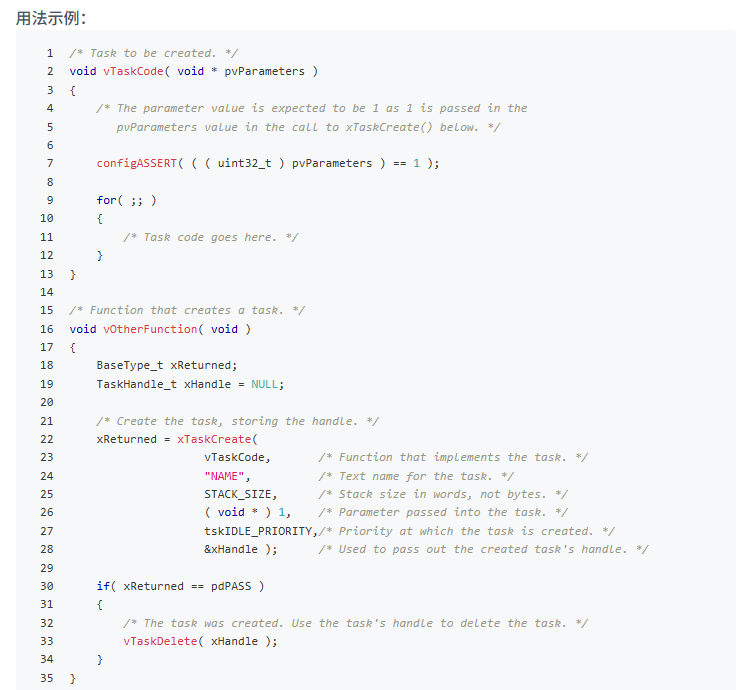 用法示例：
1 /* Task to be created. */
2 void vTaskCode( void * pvParameters )
3 {
4     /* The parameter value is expected to be 1 as 1 is passed in the
5        pvParameters value in the call to xTaskCreate() below. */
6
7     configASSERT( ( ( uint32_t ) pvParameters ) == 1 );
8
9     for( ;; )
10     {
11         /* Task code goes here. */
12     }
13 }
14
15 /* Function that creates a task. */
16 void vOtherFunction( void )
17 {
18     BaseType_t xReturned;
19     TaskHandle_t xHandle = NULL;
20
21     /* Create the task, storing the handle. */
22     xReturned = xTaskCreate(
23                     vTaskCode,       /* Function that implements the task. */
24                     "NAME",          /* Text name for the task. */
25                     STACK_SIZE,      /* Stack size in words, not bytes. */
26                     ( void * ) 1,    /* Parameter passed into the task. */
27                     tskIDLE_PRIORITY,/* Priority at which the task is created. */
28                     &xHandle );      /* Used to pass out the created task's handle. */
29
30     if( xReturned == pdPASS )
31     {
32         /* The task was created. Use the task's handle to delete the task. */
33         vTaskDelete( xHandle );
34     }
35 }